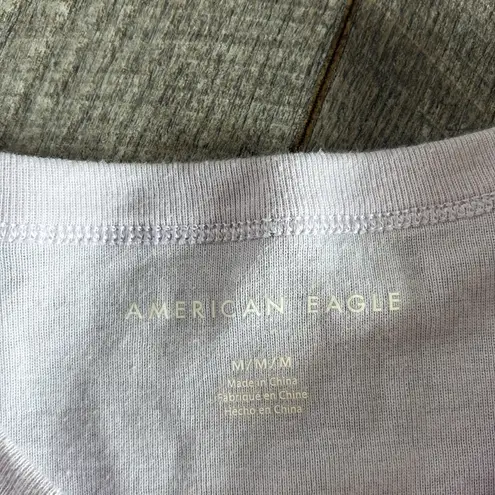 AMERICAN EAGLE
M/M/M
Made in China
Fabriqué en Chine
Hecho en China